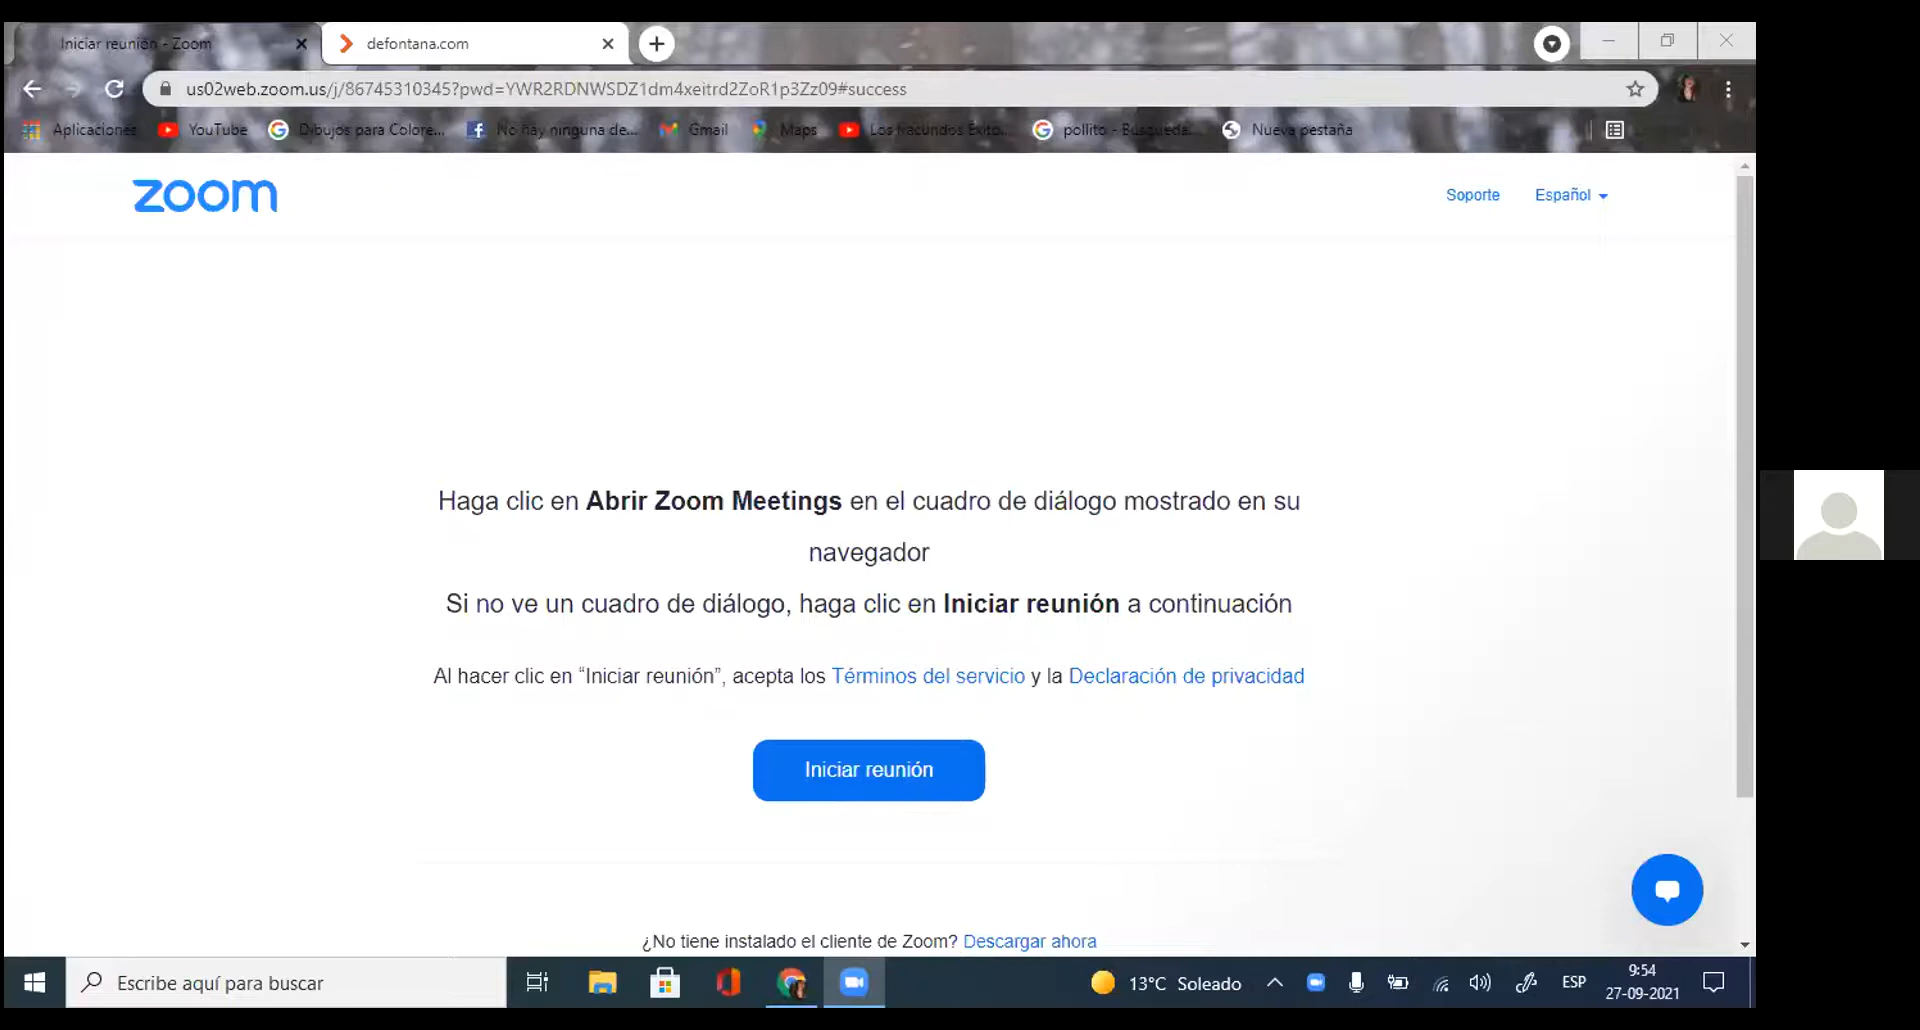 Iniciar reunión - Zoom
defontana.com
us02web.zoom.us/j/86745310345?pwd=YWR2RDNWSDZ1dm4xeitrd2ZoR1p3Zz09#success
Aplicaciones YouTube Dibujos para Colore... No hay ninguna de... Gmail Maps Los fracundos Exito... pollito - Búsqueda... Nueva pestaña
zoom
Soporte Español
Haga clic en Abrir Zoom Meetings en el cuadro de diálogo mostrado en su
navegador
Si no ve un cuadro de diálogo, haga clic en Iniciar reunión a continuación
Al hacer clic en “Iniciar reunión”, acepta los Términos del servicio y la Declaración de privacidad
Iniciar reunión
¿No tiene instalado el cliente de Zoom? Descargar ahora
Escribe aquí para buscar
13°C Soleado
ESP
9:54
27-09-2021